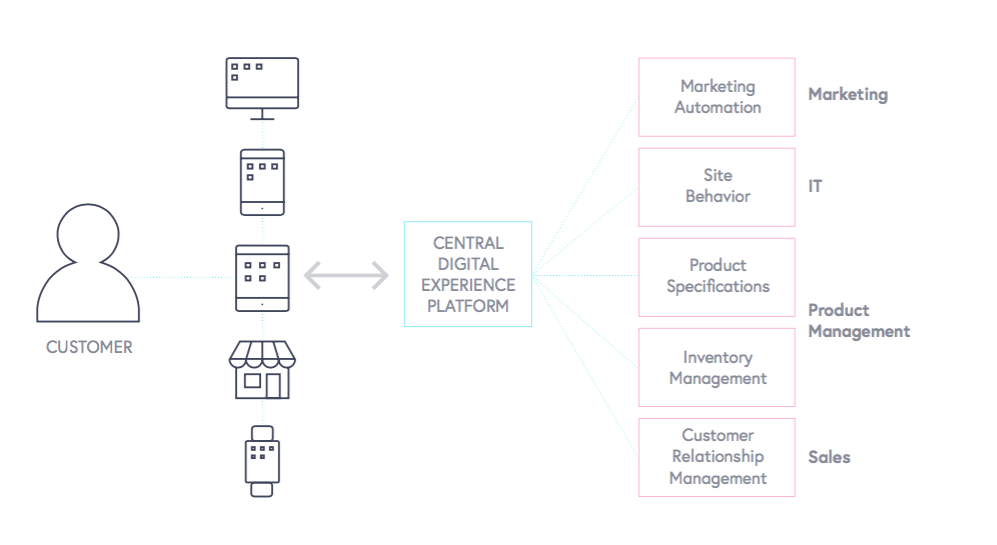 CUSTOMER
CENTRAL
DIGITAL
EXPERIENCE
PLATFORM
Marketing
Automation
Marketing
Site
Behavior
IT
Product
Specifications
Product
Management
Inventory
Management
Customer
Relationship
Management
Sales